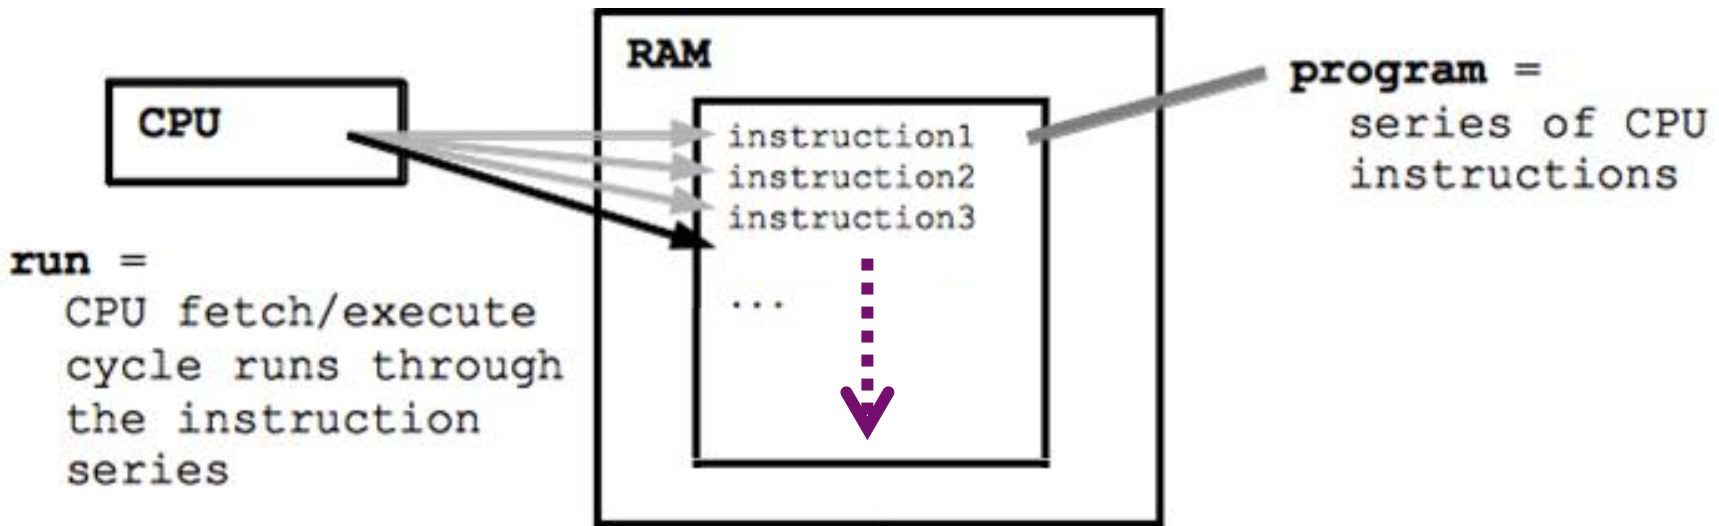 RAM
CPU
instruction1
instruction2
instruction3
...
program =
series of CPU
instructions
run =
CPU fetch/execute
cycle runs through
the instruction
series